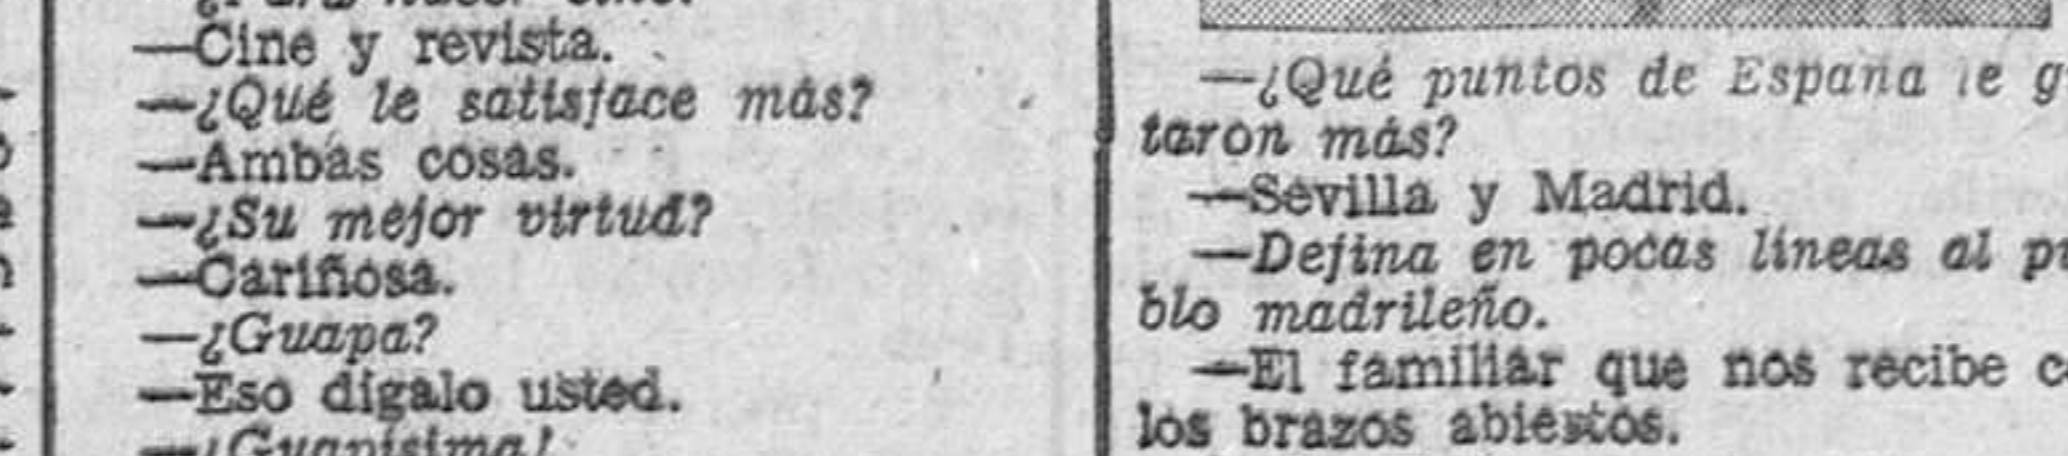 —Cine y revista.
—¿Qué le satisface más?
—Ambas cosas.
—¿Su mejor virtud?
—Cariñosa.
—¿Guapa?
—Eso dígalo usted.
—¡Guapísima!
—¿Qué puntos de España le
taron más?
—Sevilla y Madrid.
—Defina en pocas líneas al
blo madrileño.
—El familiar que nos recibe
los brazos abiertos.